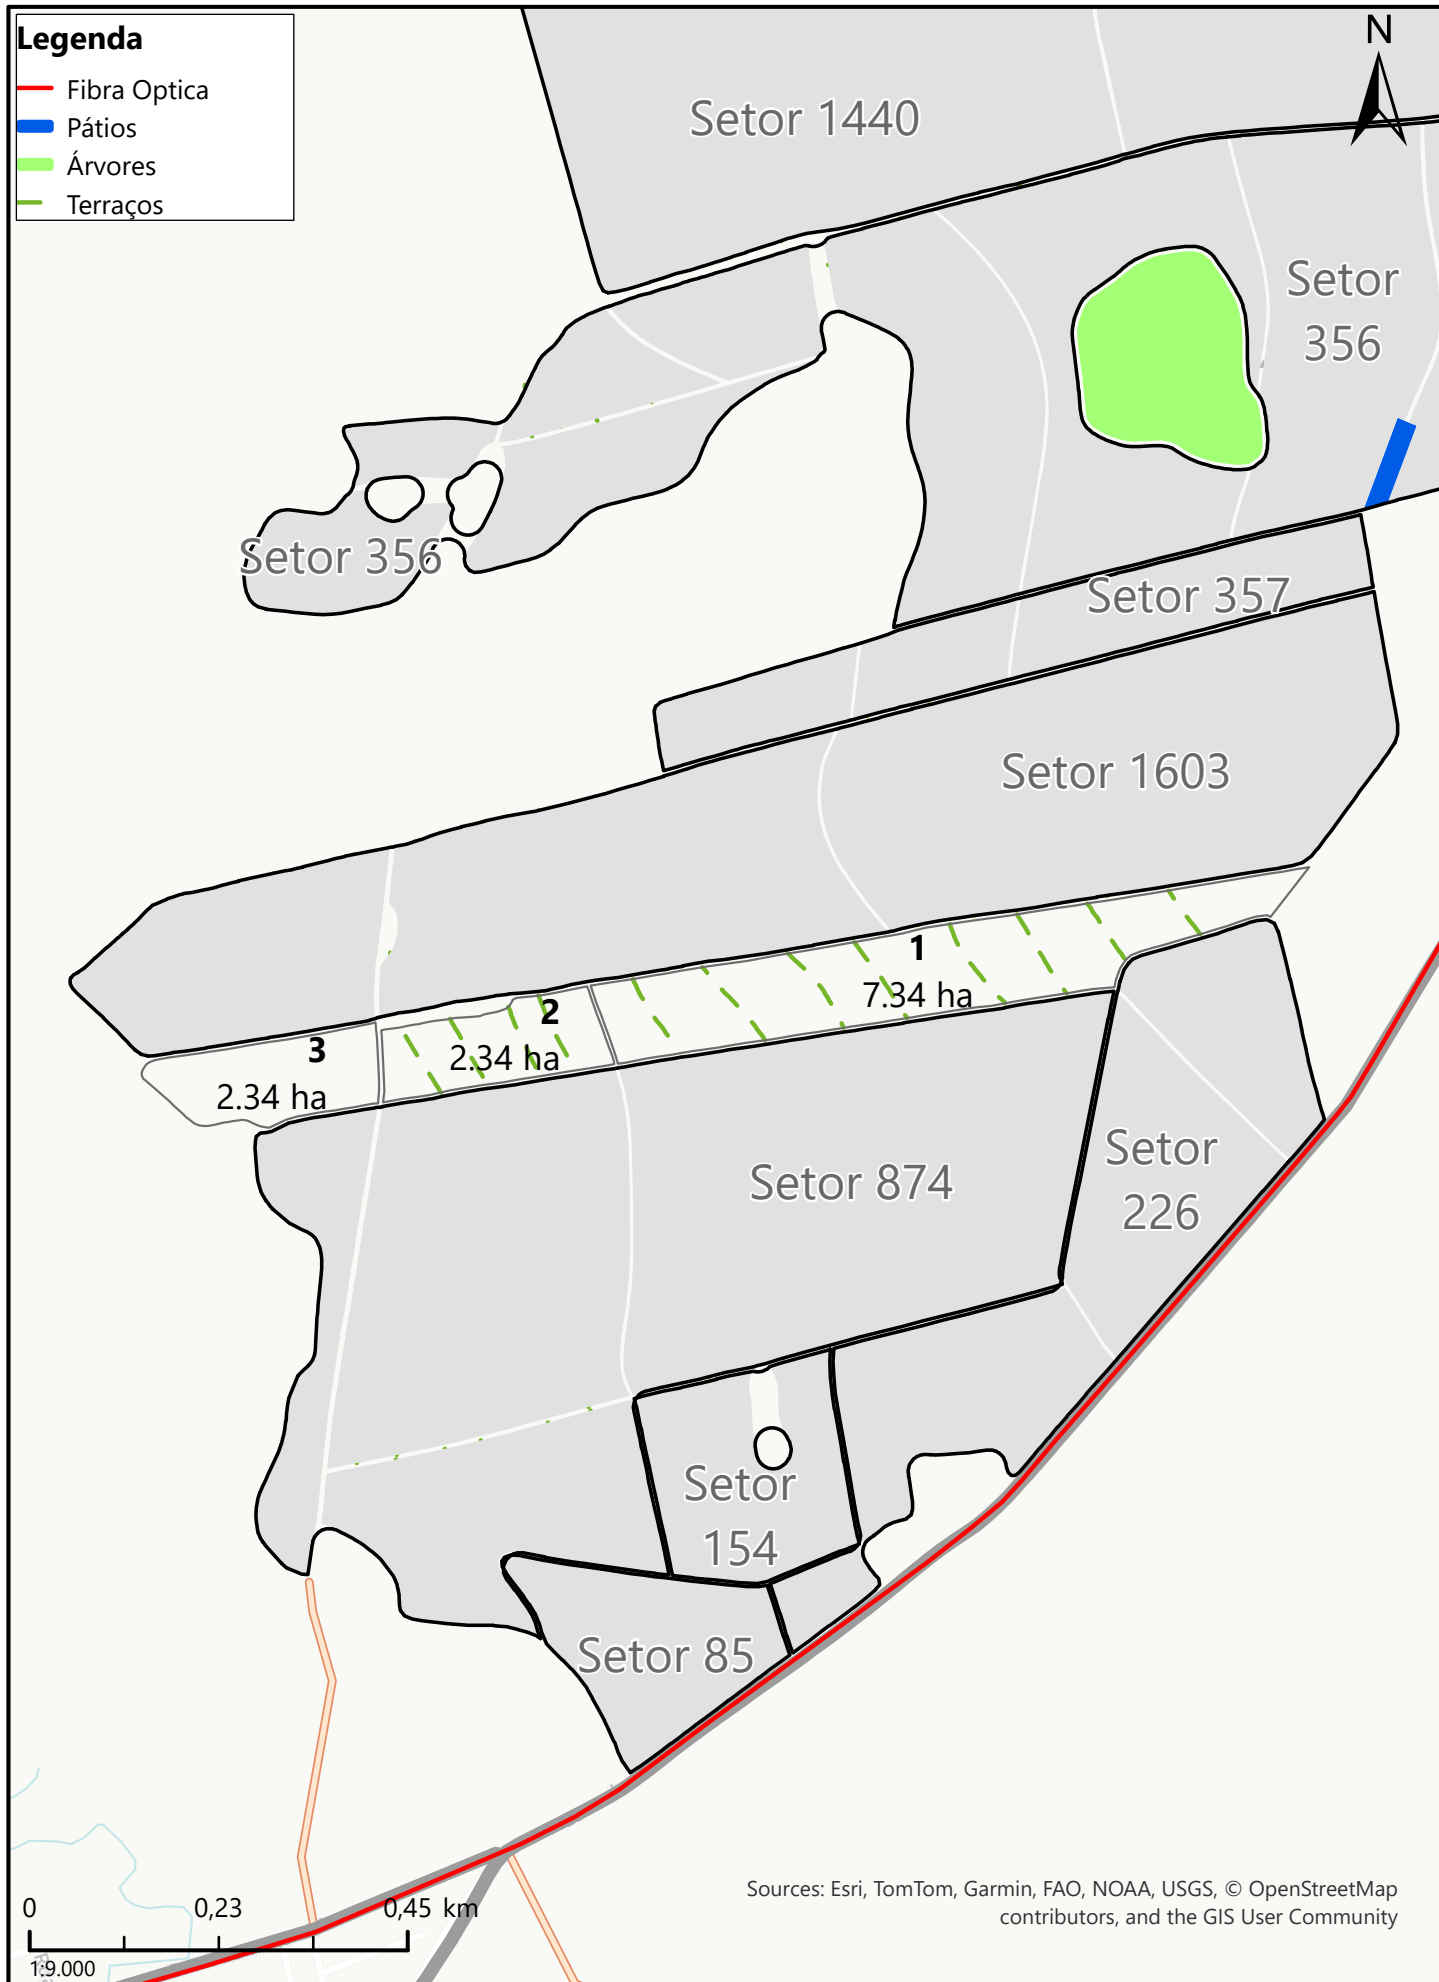 Legenda
Fibra Optica
Pátios
Árvores
Terraços
N
Setor 1440
Setor
356
Setor 356
Setor 357
Setor 1603
1
7.34 ha
2
2.34 ha
3
2.34 ha
Setor 874
Setor
226
Setor
154
Setor 85
Sources: Esri, TomTom, Garmin, FAO, NOAA, USGS, © OpenStreetMap
contributors, and the GIS User Community
0 0,23 0,45 km
1:9.000